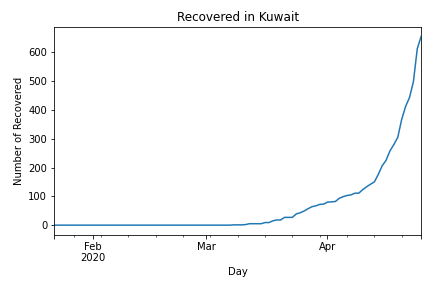 Recovered in Kuwait
Number of Recovered
600
500
400
300
200
100
0
Feb
2020
Mar
Apr
Day